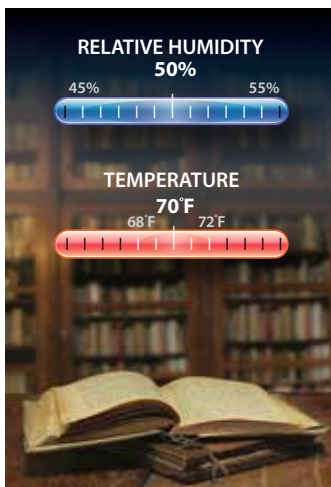 RELATIVE HUMIDITY
50%
45% 55%
TEMPERATURE
70°F
68°F 72°F